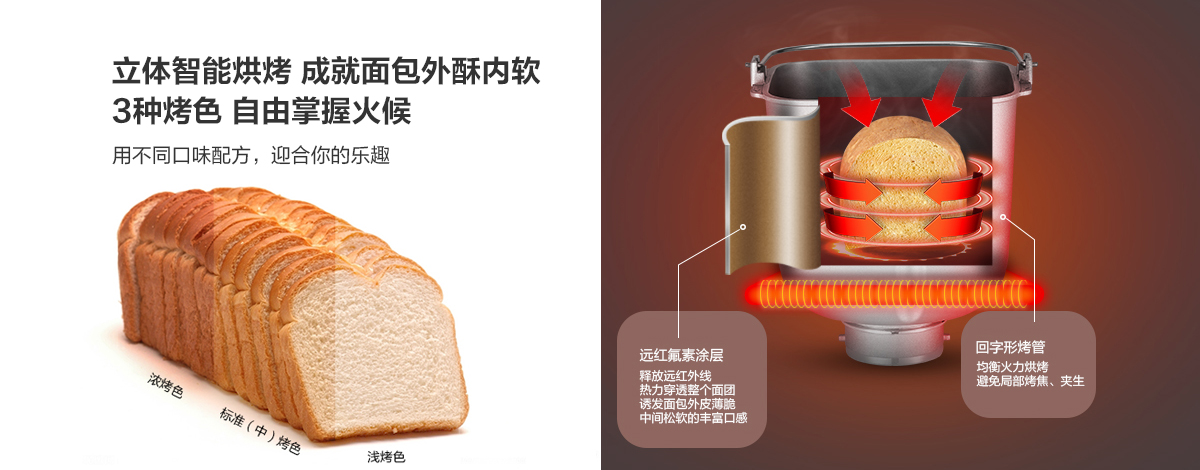 立体智能烘烤 成就面包外酥内软
3种烤色 自由掌握火候
用不同口味配方，迎合你的乐趣
浓烤色
标准（中）烤色
浅烤色
远红氟素涂层
释放远红外线
热力穿透整个面团
诱发面包外皮薄脆
中间松软的丰富口感
回字形烤管
均衡火力烘烤
避免局部烤焦、夹生